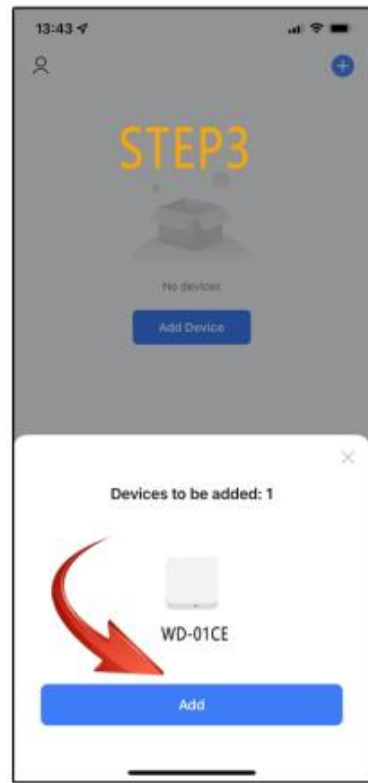 13:43
STEP3
No devices
Add Device
Devices to be added: 1
WD-01CE
Add